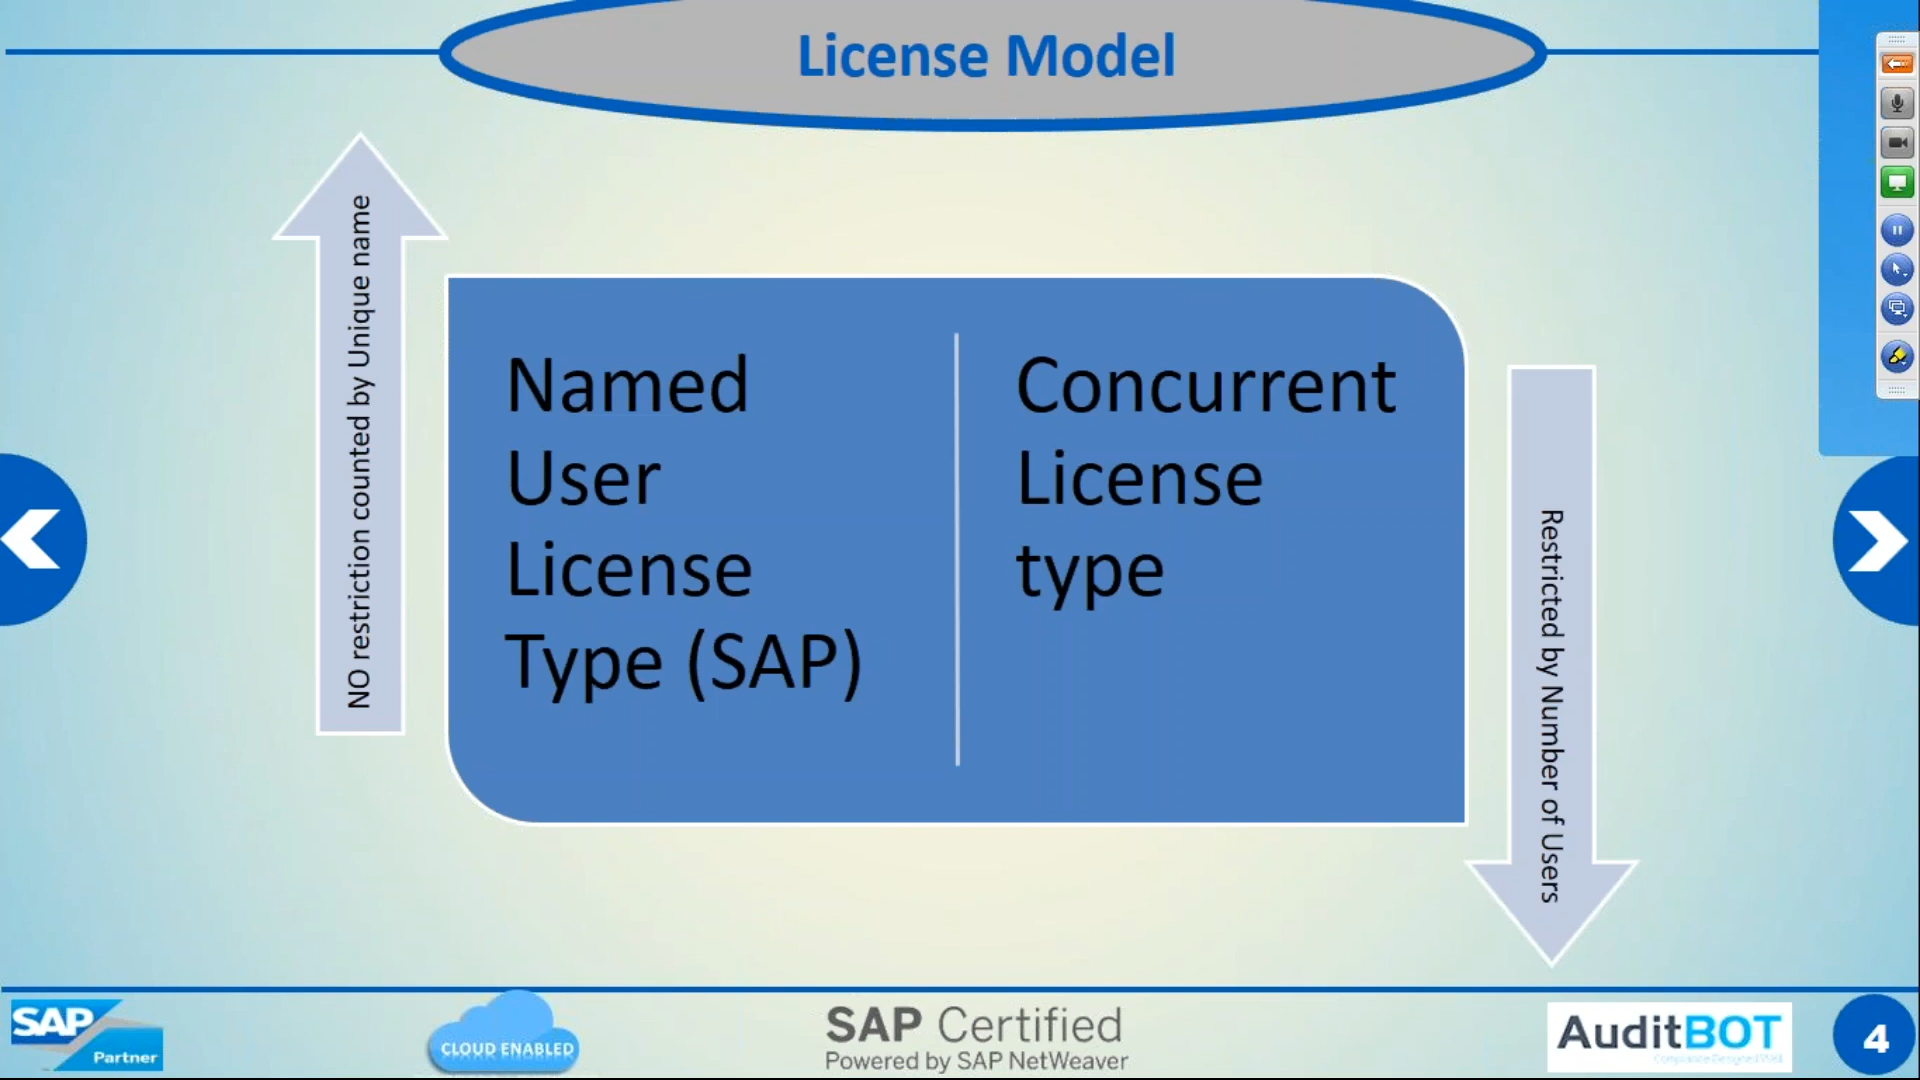 License Model
NO restriction counted by Unique name
Named
User
License
Type (SAP)
Concurrent
License
type
Restricted by Number of Users
SAP
Partner
CLOUD ENABLED
SAP Certified
Powered by SAP NetWeaver
AuditBOT
4